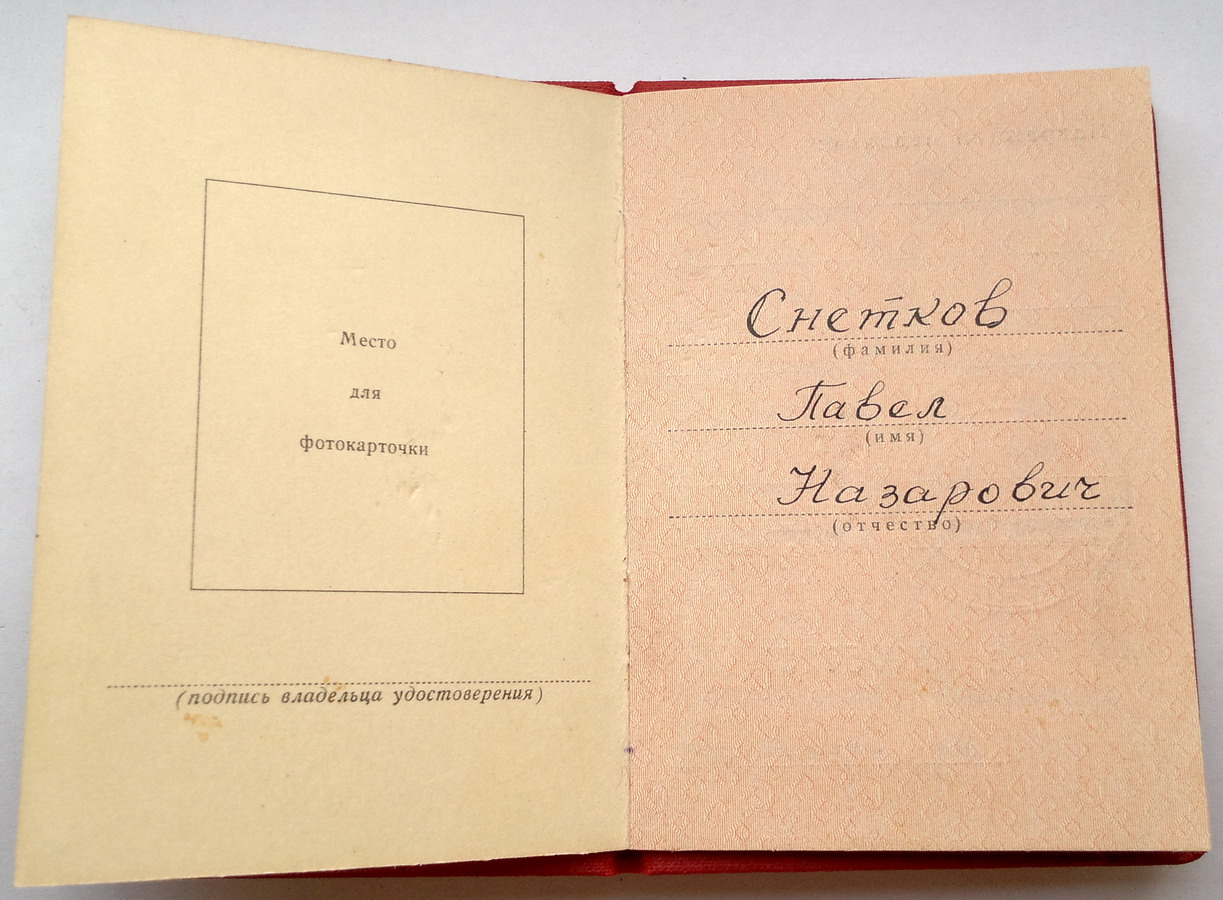 Место
для
фотокарточки
(подпись владельца удостоверения)
Снетков
(фамилия)
Павел
(имя)
Назарович
(отчество)